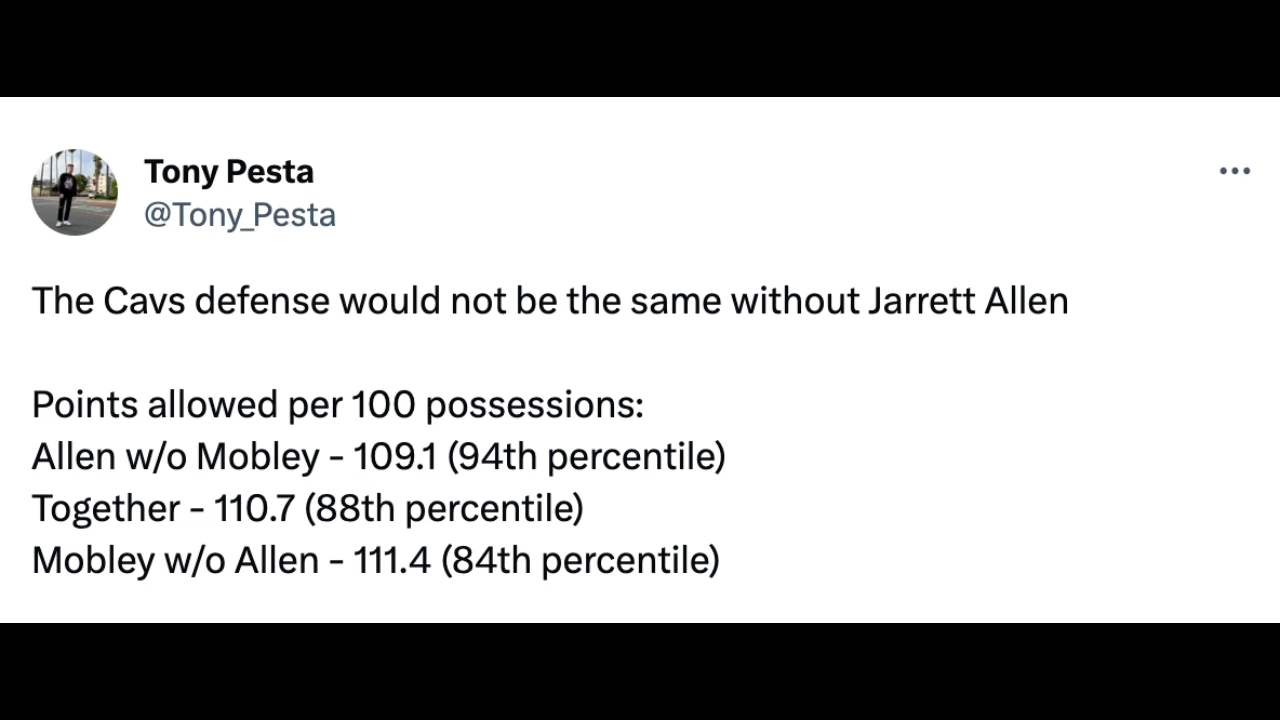 Tony Pesta
@Tony_Pesta
The Cavs defense would not be the same without Jarrett Allen
Points allowed per 100 possessions:
Allen w/o Mobley - 109.1 (94th percentile)
Together - 110.7 (88th percentile)
Mobley w/o Allen - 111.4 (84th percentile)